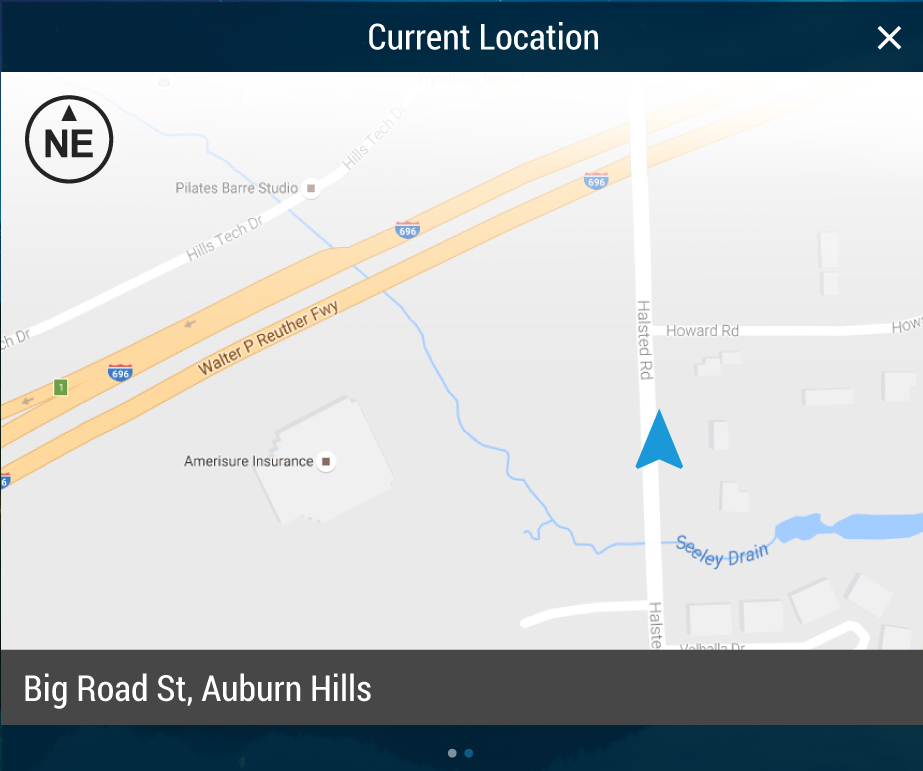 Current Location
NE
Hills Tech Dr
Pilates Barre Studio
696
Hills Tech Dr
696
Halsted Rd
Howard Rd
Walter P Reuther Fwy
ch Dr
696
1
Amerisure Insurance
6
Seeley Drain
Halste
Valhalla Dr
Big Road St, Auburn Hills